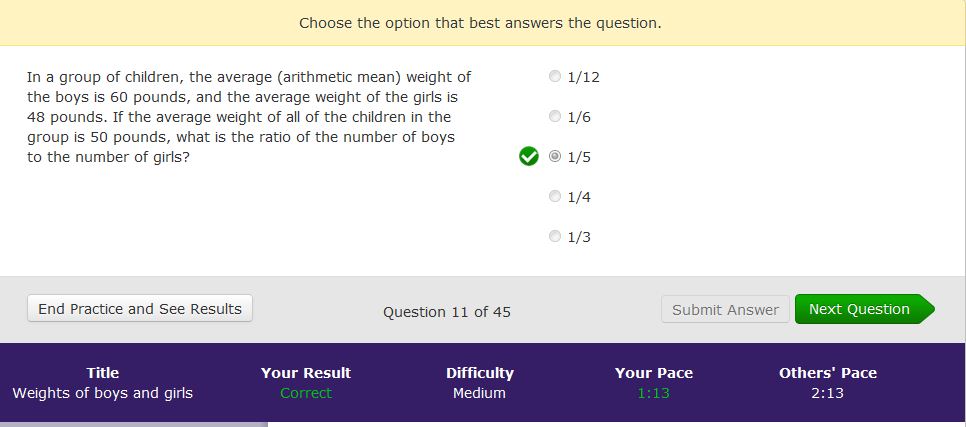 Choose the option that best answers the question.
In a group of children, the average (arithmetic mean) weight of
the boys is 60 pounds, and the average weight of the girls is
48 pounds. If the average weight of all of the children in the
group is 50 pounds, what is the ratio of the number of boys
to the number of girls?
1/12
1/6
1/5
1/4
1/3
End Practice and See Results
Question 11 of 45
Submit Answer
Next Question
Title
Your Result
Difficulty
Your Pace
Others' Pace
Weights of boys and girls
Correct
Medium
1:13
2:13